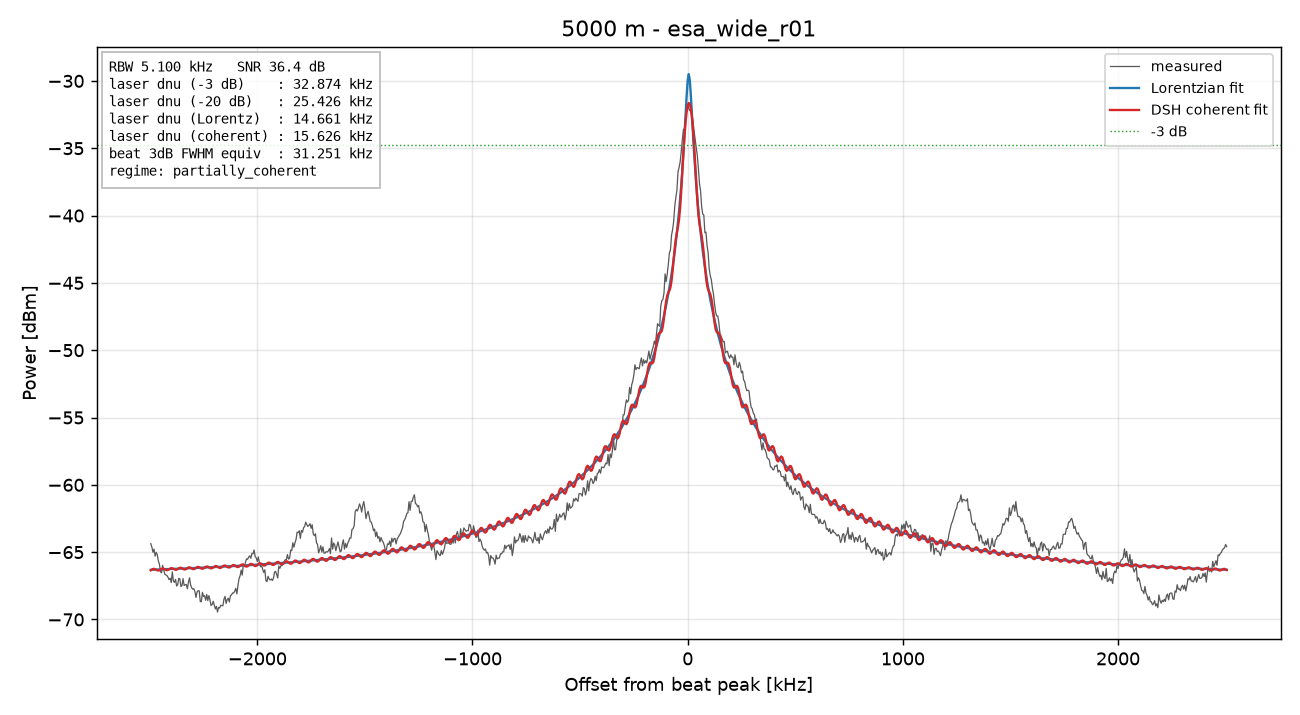 5000 m - esa_wide_r01
RBW 5.100 kHz   SNR 36.4 dB
laser dnu (-3 dB)    : 32.874 kHz
laser dnu (-20 dB)   : 25.426 kHz
laser dnu (Lorentz)  : 14.661 kHz
laser dnu (coherent) : 15.626 kHz
beat 3dB FWHM equiv  : 31.251 kHz
regime: partially_coherent
measured
Lorentzian fit
DSH coherent fit
-3 dB
Power [dBm]
−30
−35
−40
−45
−50
−55
−60
−65
−70
−2000
−1000
0
1000
2000
Offset from beat peak [kHz]